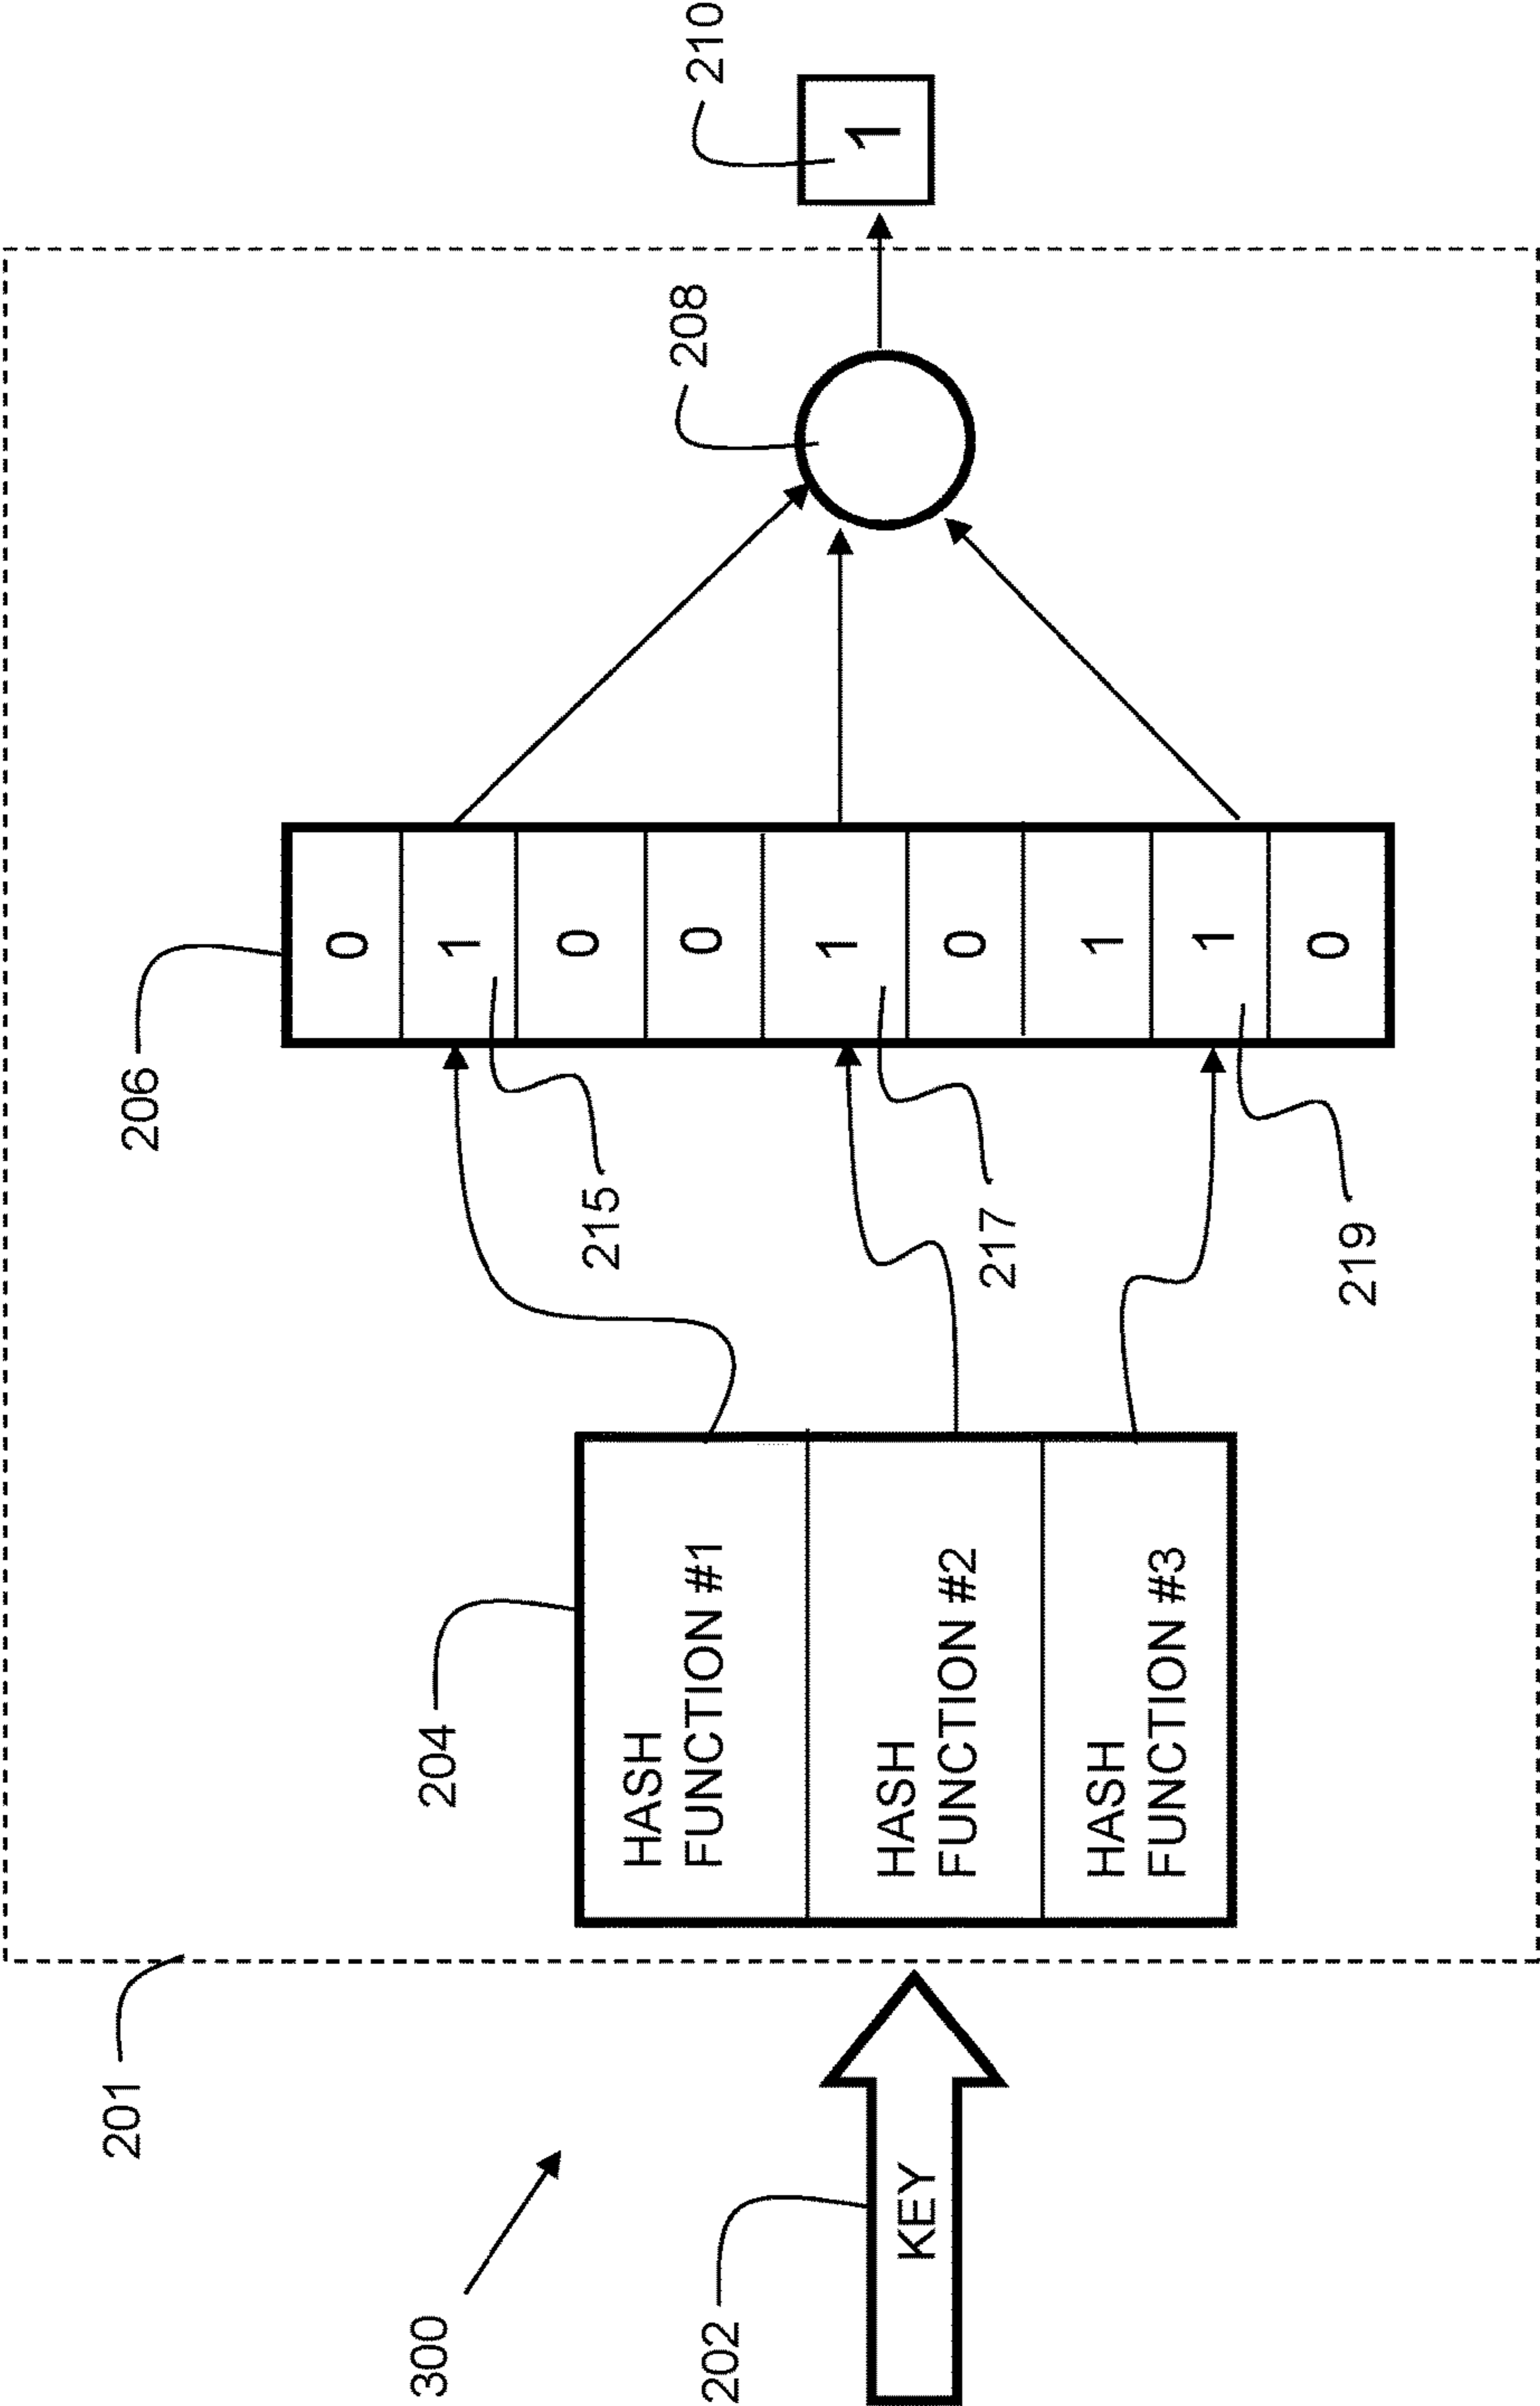 300
201
202
KEY
204
HASH
FUNCTION #1
HASH
FUNCTION #2
HASH
FUNCTION #3
206
0
1
0
0
1
0
1
1
0
215
217
219
208
210
1